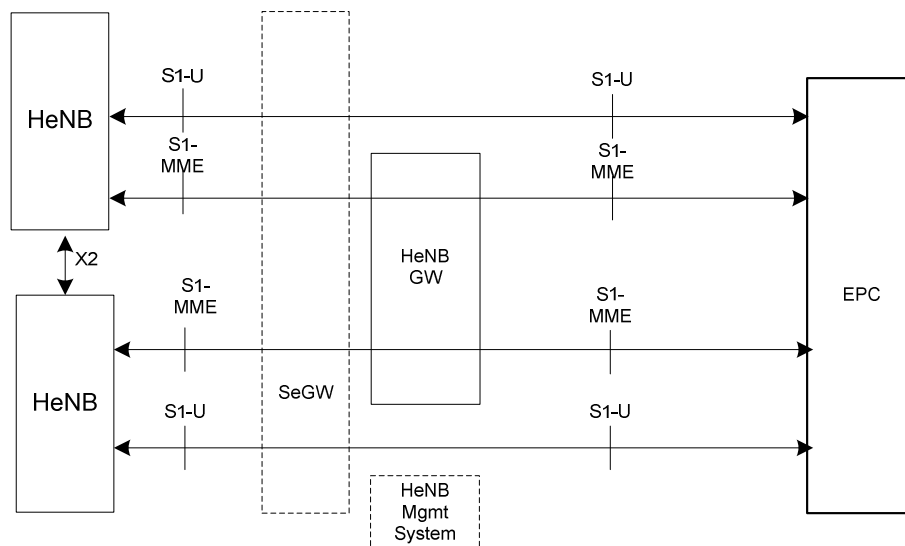 S1-U
S1-U
HeNB
S1-
MME
S1-
MME
HeNB
GW
X2
S1-
MME
S1-
MME
EPC
SeGW
HeNB
S1-U
S1-U
HeNB
Mgmt
System